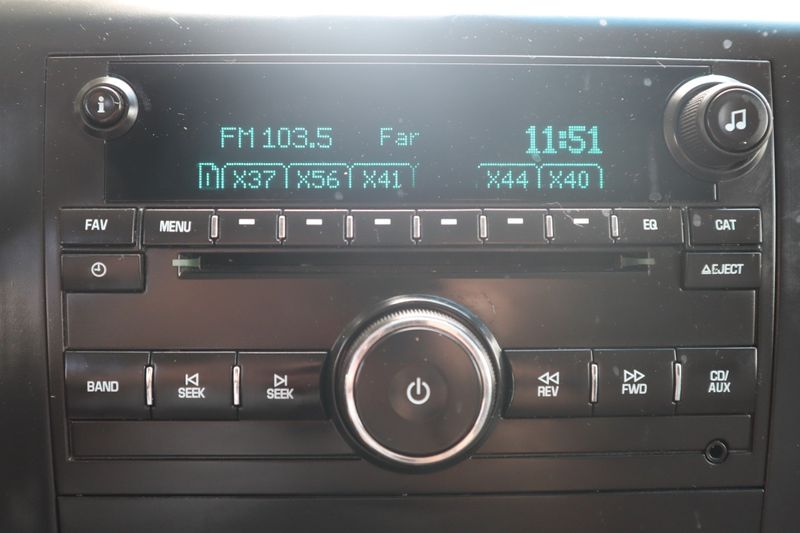 FM 103.5 Far 11:51
1 X37 X56 X41 X44 X40
FAV MENU EQ CAT
EJECT
BAND SEEK SEEK REV FWD CD/
AUX